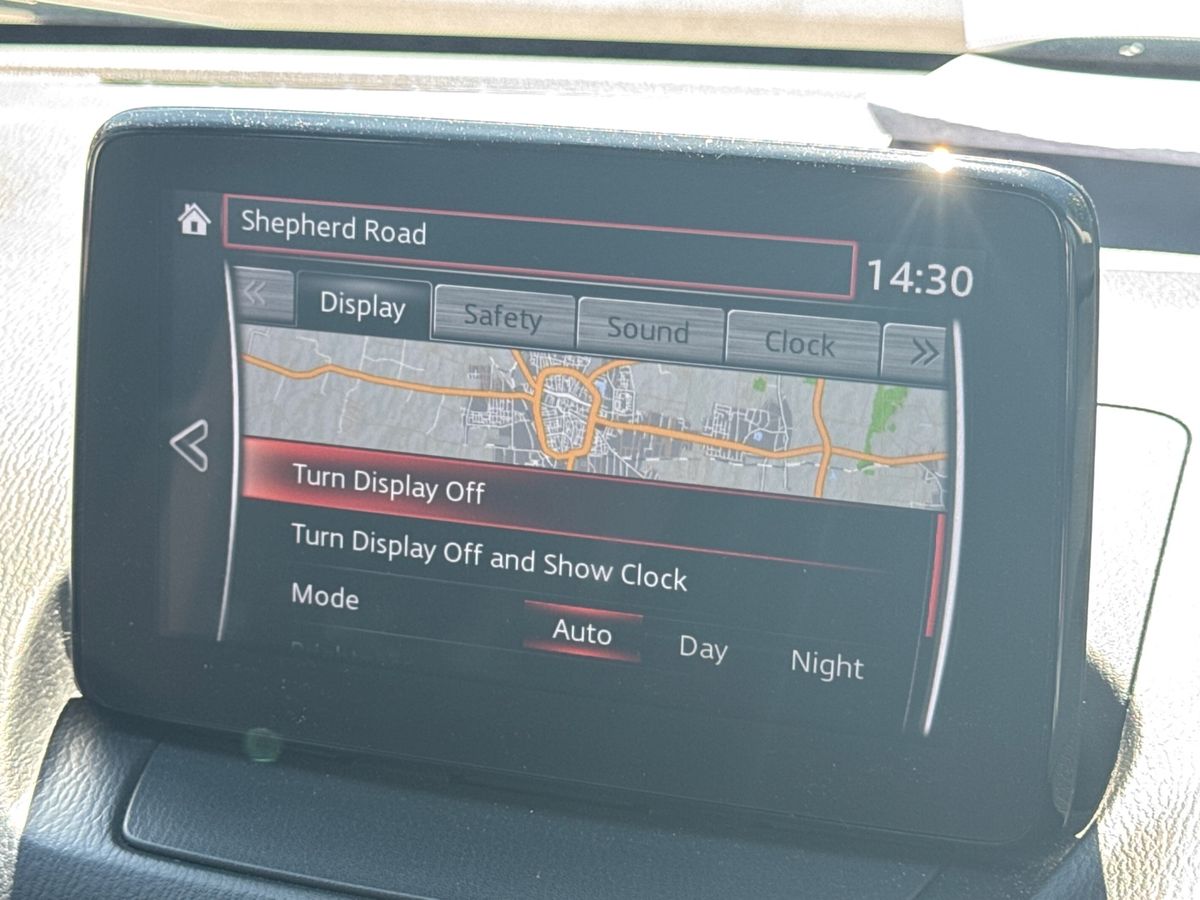 Shepherd Road
14:30
Display Safety Sound Clock
Turn Display Off
Turn Display Off and Show Clock
Mode Auto Day Night